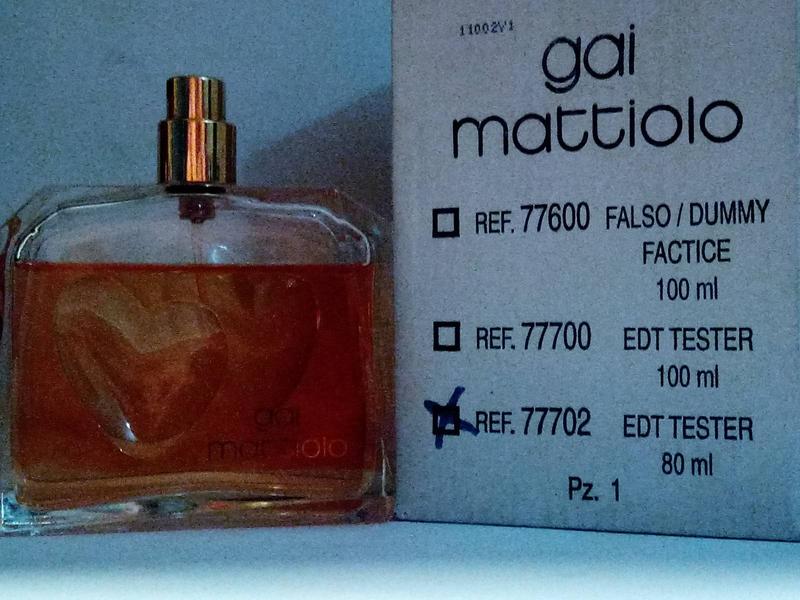 11002V1
gai
mattiolo
REF. 77600 FALSO / DUMMY
FACTICE
100 ml
REF. 77700 EDT TESTER
100 ml
REF. 77702 EDT TESTER
80 ml
Pz. 1
gai
mattiolo